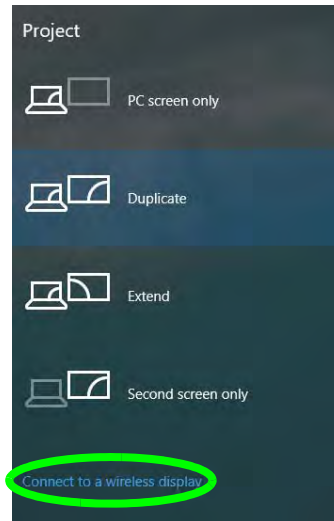 Project
PC screen only
Duplicate
Extend
Second screen only
Connect to a wireless display